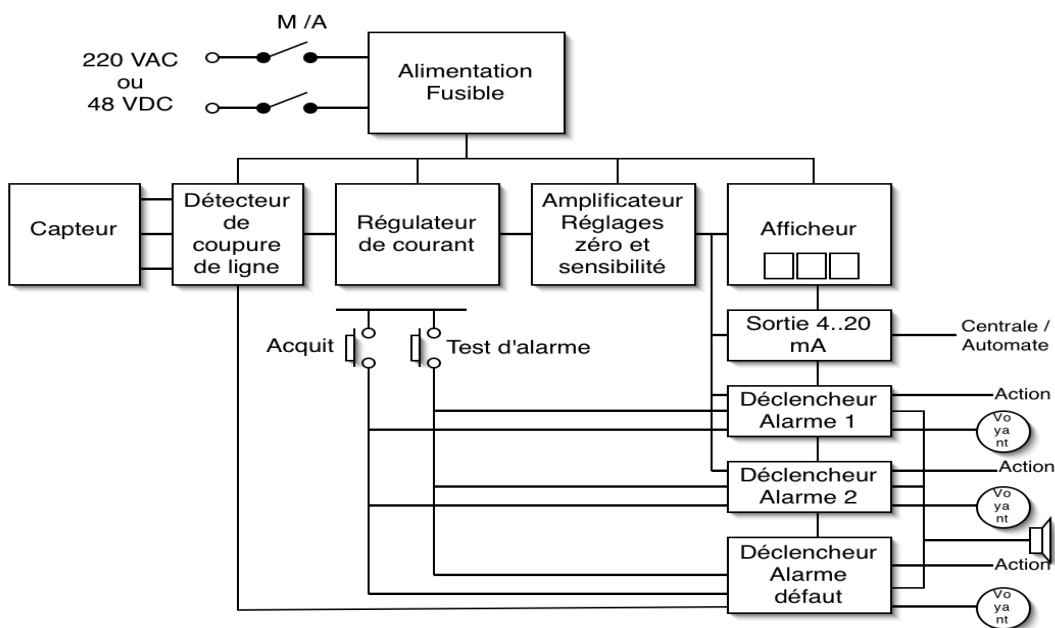 M /A
220 VAC
ou
48 VDC
Alimentation
Fusible
Capteur
Détecteur
de
coupure
de ligne
Régulateur
de courant
Amplificateur
Réglages
zéro et
sensibilité
Afficheur
Acquit
Test d'alarme
Sortie 4..20
mA
Centrale /
Automate
Déclencheur
Alarme 1
Action
Vo
ya
nt
Déclencheur
Alarme 2
Action
Vo
ya
nt
Déclencheur
Alarme
défaut
Action
Vo
ya
nt